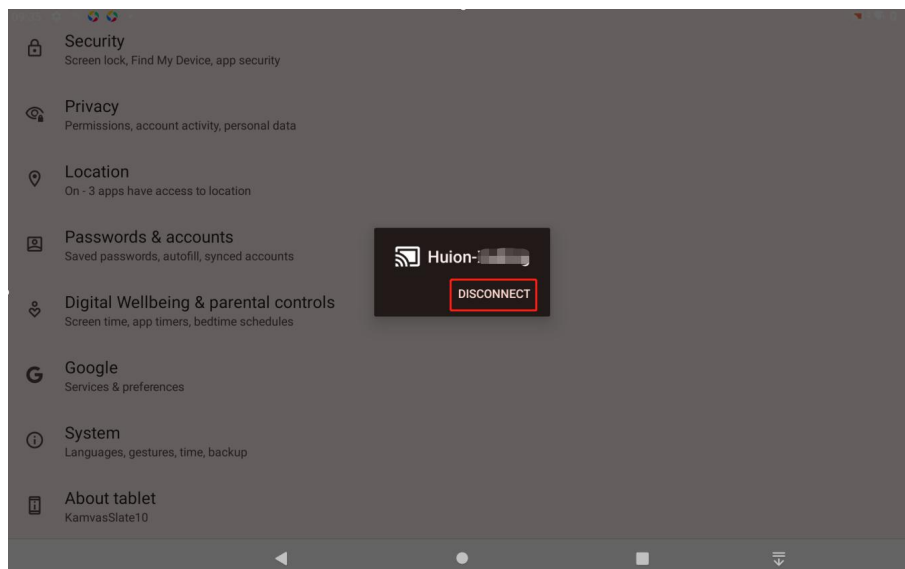 Security
Screen lock, Find My Device, app security
Privacy
Permissions, account activity, personal data
Location
On - 3 apps have access to location
Passwords & accounts
Saved passwords, autofill, synced accounts
Huion-
DISCONNECT
Digital Wellbeing & parental controls
Screen time, app timers, bedtime schedules
Google
Services & preferences
System
Languages, gestures, time, backup
About tablet
KamvasSlate10